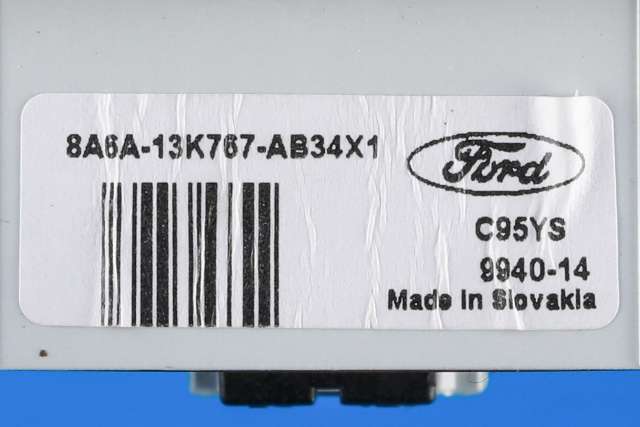 8A6A-13K767-AB34X1
Ford
C95YS
9940-14
Made In Slovakia